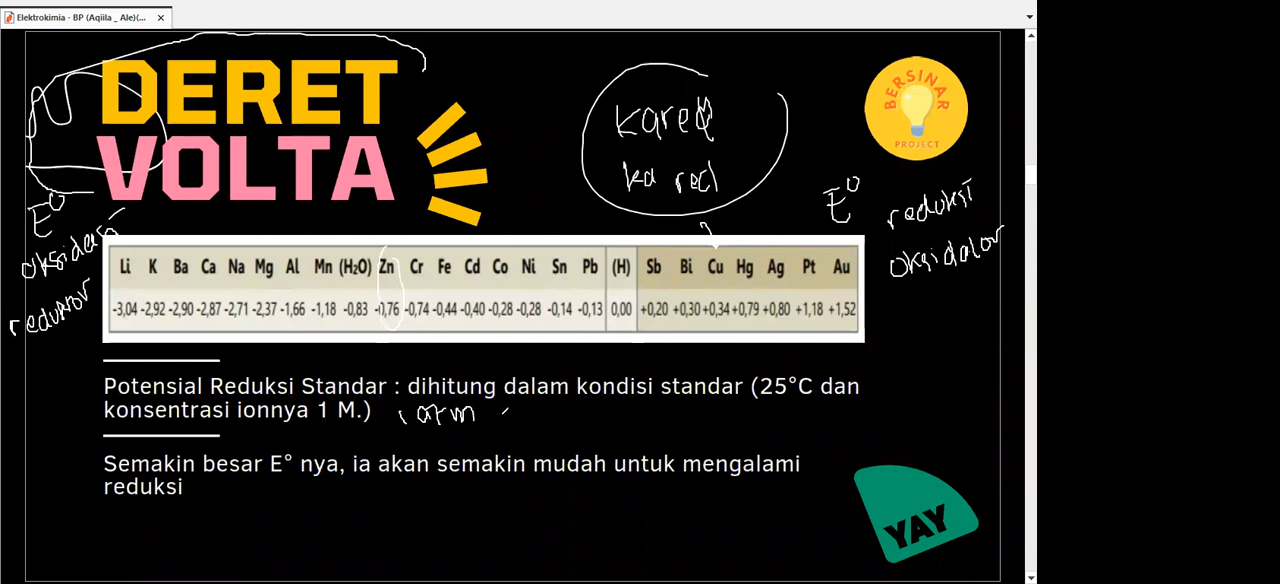 Elektrokimia - BP (Aqiila _ Ale)(...
DERET
VOLTA
BERSINAR
PROJECT
ka red
E° oksidasi
reduktor
E° reduksi
oksidator
Li K Ba Ca Na Mg Al Mn (H₂O) Zn Cr Fe Cd Co Ni Sn Pb (H) Sb Bi Cu Hg Ag Pt Au
-3,04 -2,92 -2,90 -2,87 -2,71 -2,37 -1,66 -1,18 -0,83 -0,76 -0,74 -0,44 -0,40 -0,28 -0,28 -0,14 -0,13 0,00 +0,20 +0,30 +0,34 +0,79 +0,80 +1,18 +1,52
Potensial Reduksi Standar : dihitung dalam kondisi standar (25°C dan
konsentrasi ionnya 1 M.) 1 atm
Semakin besar E° nya, ia akan semakin mudah untuk mengalami
reduksi
YAY